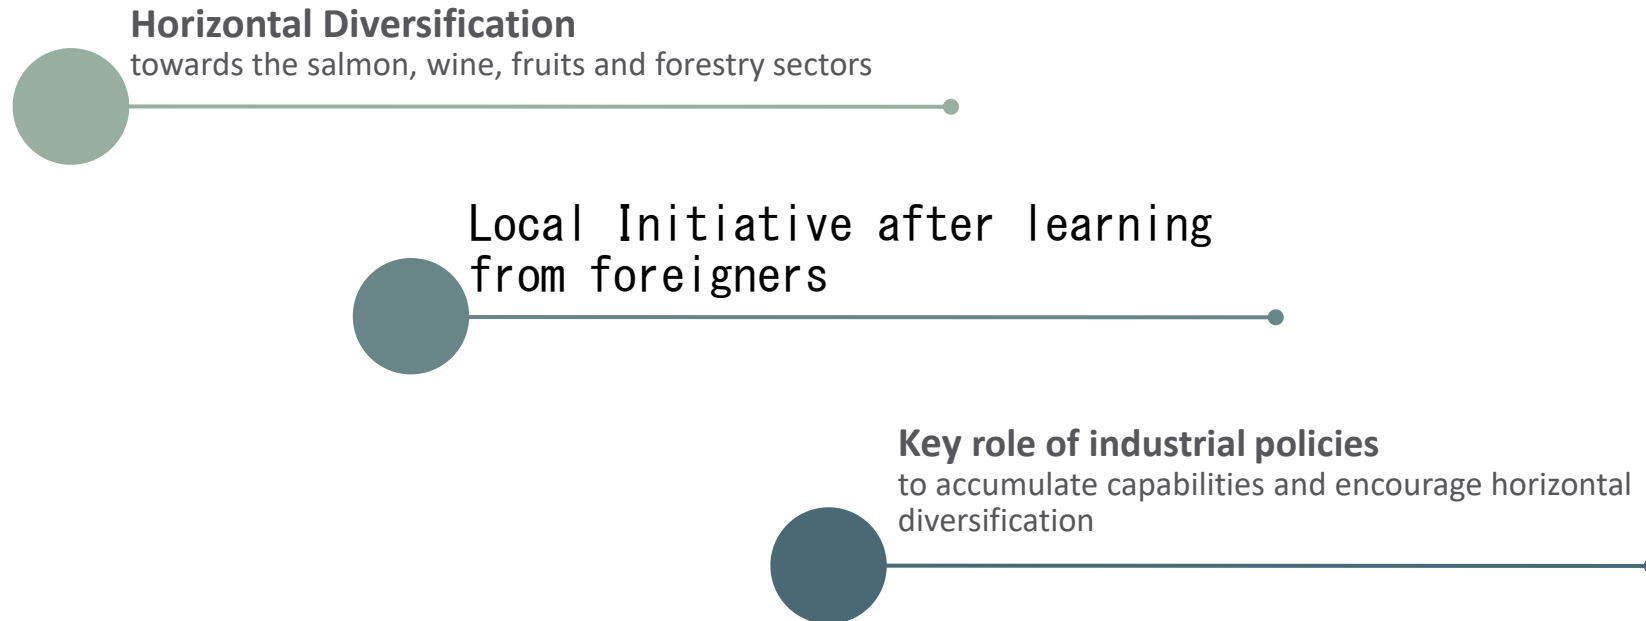 Horizontal Diversification
towards the salmon, wine, fruits and forestry sectors
Local Initiative after learning
from foreigners
Key role of industrial policies
to accumulate capabilities and encourage horizontal
diversification